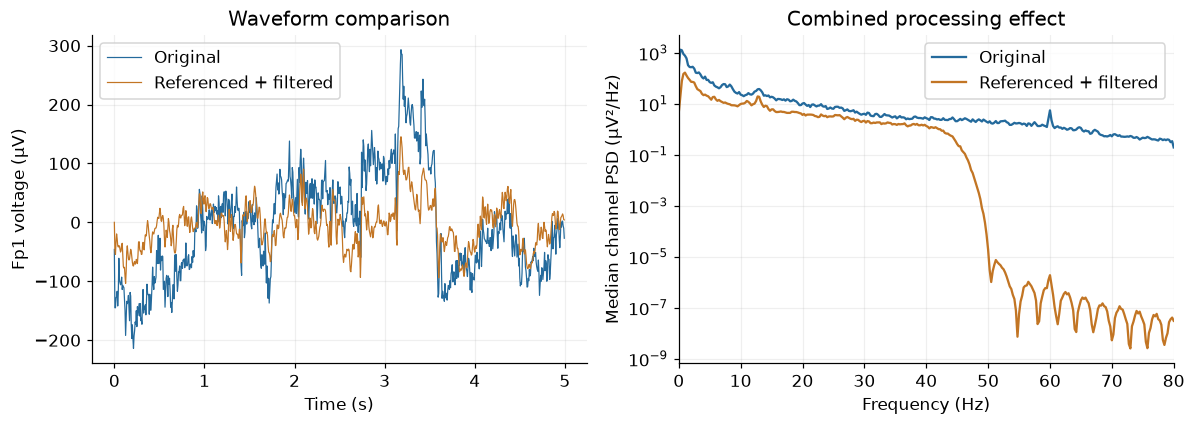 Waveform comparison
Original
Referenced + filtered
Fp1 voltage (µV)
300
200
100
0
−100
−200
0
1
2
3
4
5
Time (s)
Combined processing effect
Original
Referenced + filtered
Median channel PSD (µV²/Hz)
10³
10¹
10⁻¹
10⁻³
10⁻⁵
10⁻⁷
10⁻⁹
0
10
20
30
40
50
60
70
80
Frequency (Hz)